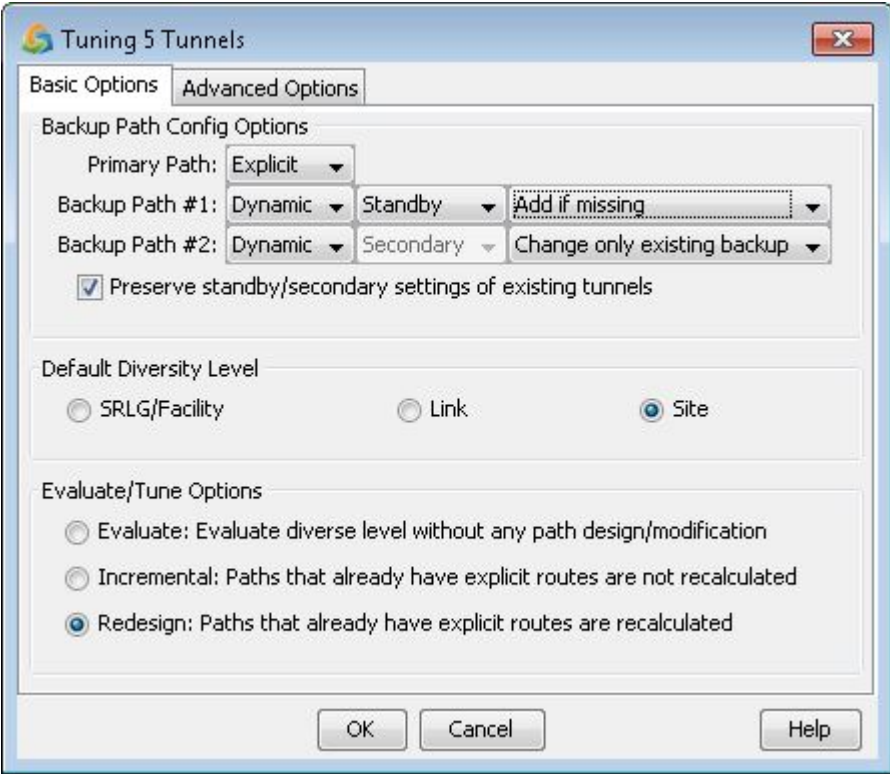 Tuning 5 Tunnels
Basic Options Advanced Options
Backup Path Config Options
Primary Path: Explicit
Backup Path #1: Dynamic Standby Add if missing
Backup Path #2: Dynamic Secondary Change only existing backup
Preserve standby/secondary settings of existing tunnels
Default Diversity Level
SRLG/Facility Link Site
Evaluate/Tune Options
Evaluate: Evaluate diverse level without any path design/modification
Incremental: Paths that already have explicit routes are not recalculated
Redesign: Paths that already have explicit routes are recalculated
OK Cancel Help